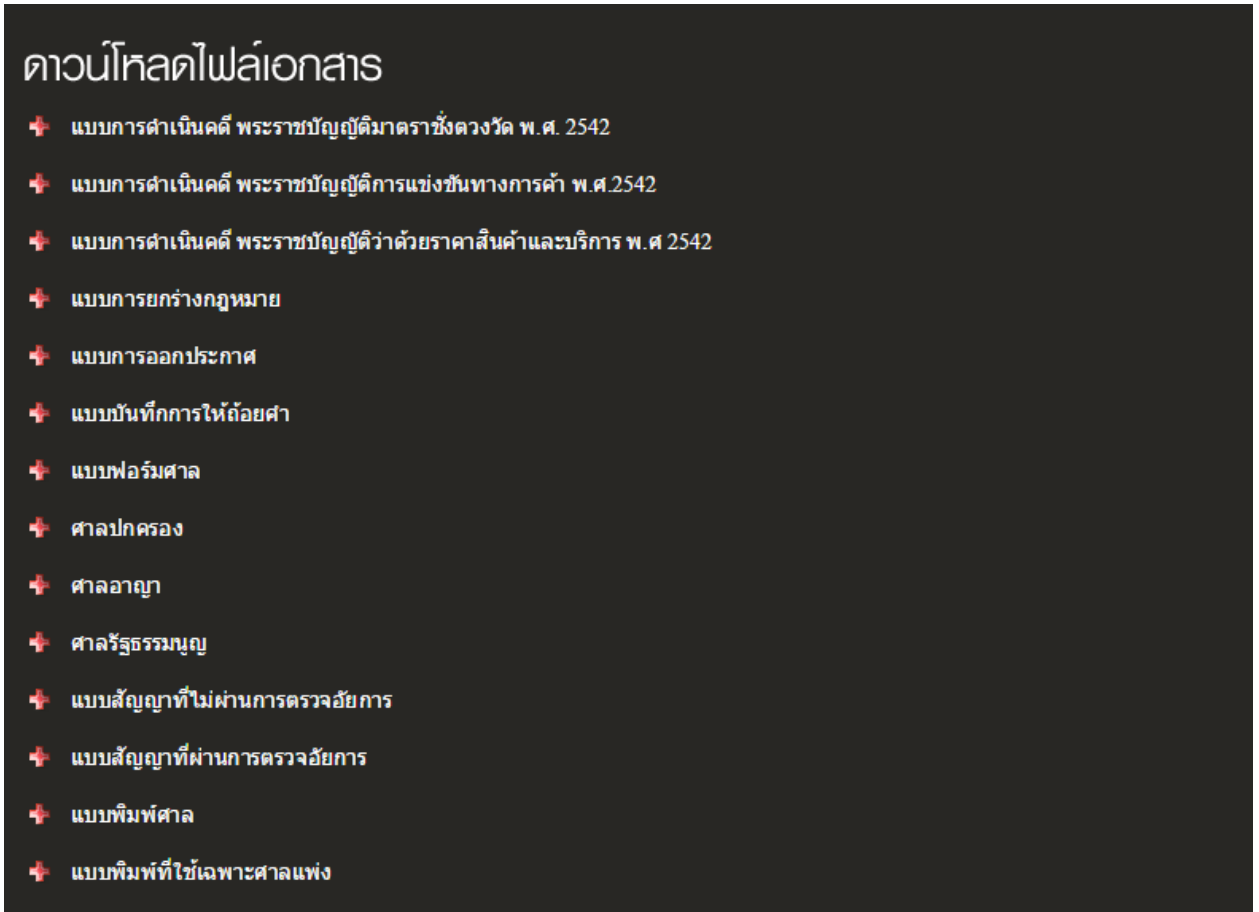 ดาวน์โหลดไฟล์เอกสาร
แบบการดำเนินคดี พระราชบัญญัติมาตราชั่งตวงวัด พ.ศ. 2542
แบบการดำเนินคดี พระราชบัญญัติการแข่งขันทางการค้า พ.ศ.2542
แบบการดำเนินคดี พระราชบัญญัติว่าด้วยราคาสินค้าและบริการ พ.ศ 2542
แบบการยกร่างกฎหมาย
แบบการออกประกาศ
แบบบันทึกการให้ถ้อยคำ
แบบฟอร์มศาล
ศาลปกครอง
ศาลอาญา
ศาลรัฐธรรมนูญ
แบบสัญญาที่ไม่ผ่านการตรวจอัยการ
แบบสัญญาที่ผ่านการตรวจอัยการ
แบบพิมพ์ศาล
แบบพิมพ์ที่ใช้เฉพาะศาลแพ่ง